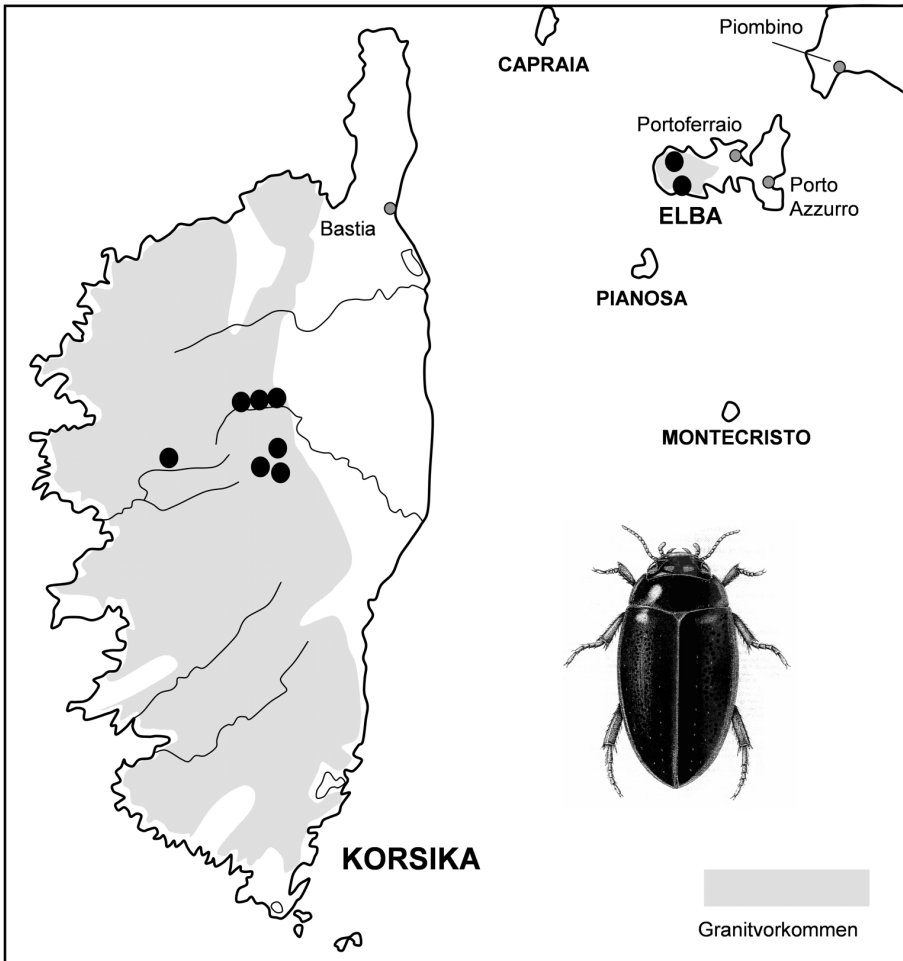 Piombino
CAPRAIA
Portoferraio
Porto
Azzurro
ELBA
Bastia
PIANOSA
MONTECRISTO
KORSIKA
Granitvorkommen